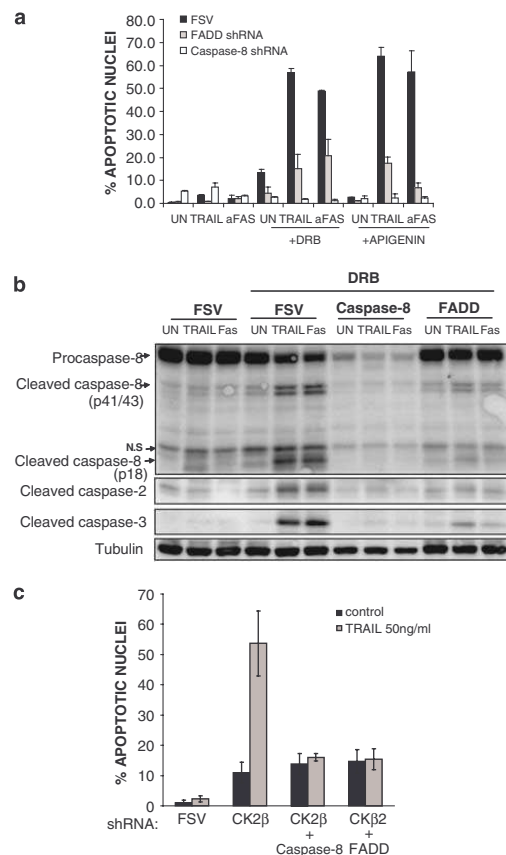 a
FSV
FADD shRNA
Caspase-8 shRNA
% APOPTOTIC NUCLEI
80.0
70.0
60.0
50.0
40.0
30.0
20.0
10.0
0.0
UN TRAIL aFAS UN TRAIL aFAS UN TRAIL aFAS
+DRB +APIGENIN
b
DRB
FSV FSV Caspase-8 FADD
UN TRAIL Fas UN TRAIL Fas UN TRAIL Fas UN TRAIL Fas
Procaspase-8
Cleaved caspase-8
(p41/43)
N.S
Cleaved caspase-8
(p18)
Cleaved caspase-2
Cleaved caspase-3
Tubulin
c
control
TRAIL 50ng/ml
% APOPTOTIC NUCLEI
70
60
50
40
30
20
10
0
shRNA: FSV CK2β CK2β CKβ2
+ +
Caspase-8 FADD